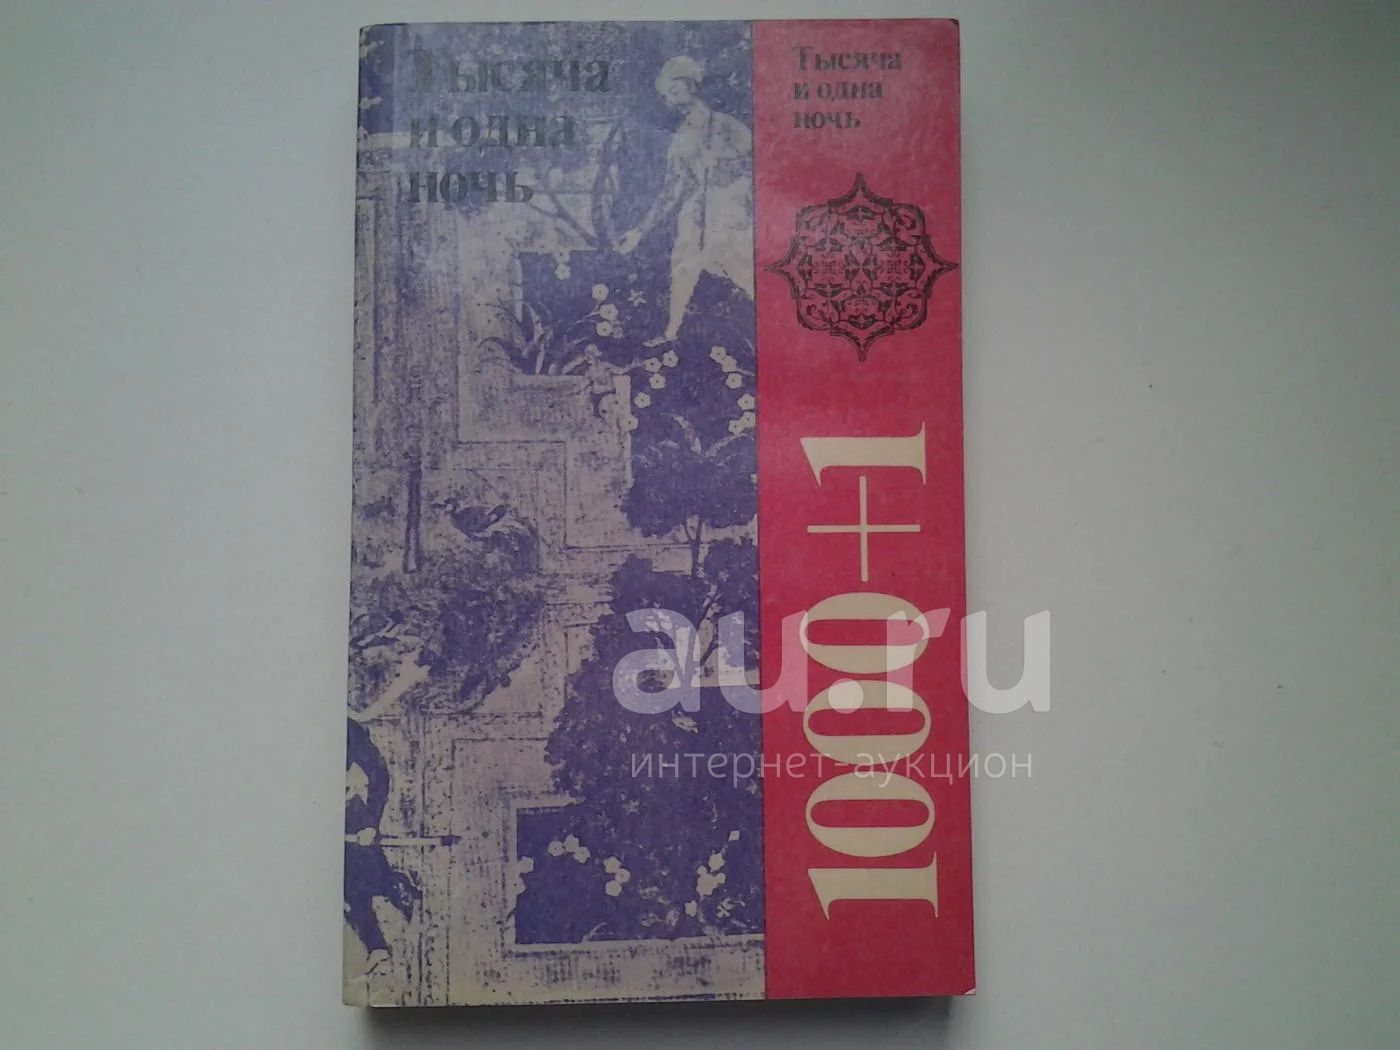 Тысяча
и одна
ночь
Тысяча
и одна
ночь
1000+1
au.ru
интернет-аукцион